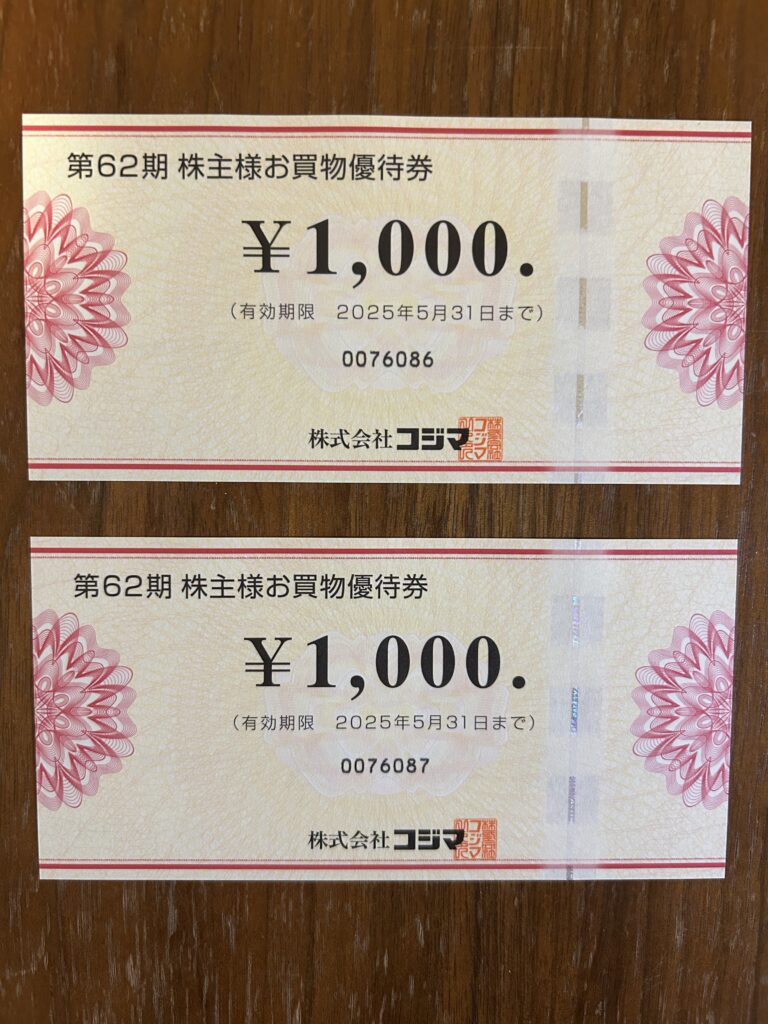 第62期 株主様お買物優待券
¥1,000.
（有効期限　2025年5月31日まで）
0076086
株式会社コジマ
第62期 株主様お買物優待券
¥1,000.
（有効期限　2025年5月31日まで）
0076087
株式会社コジマ